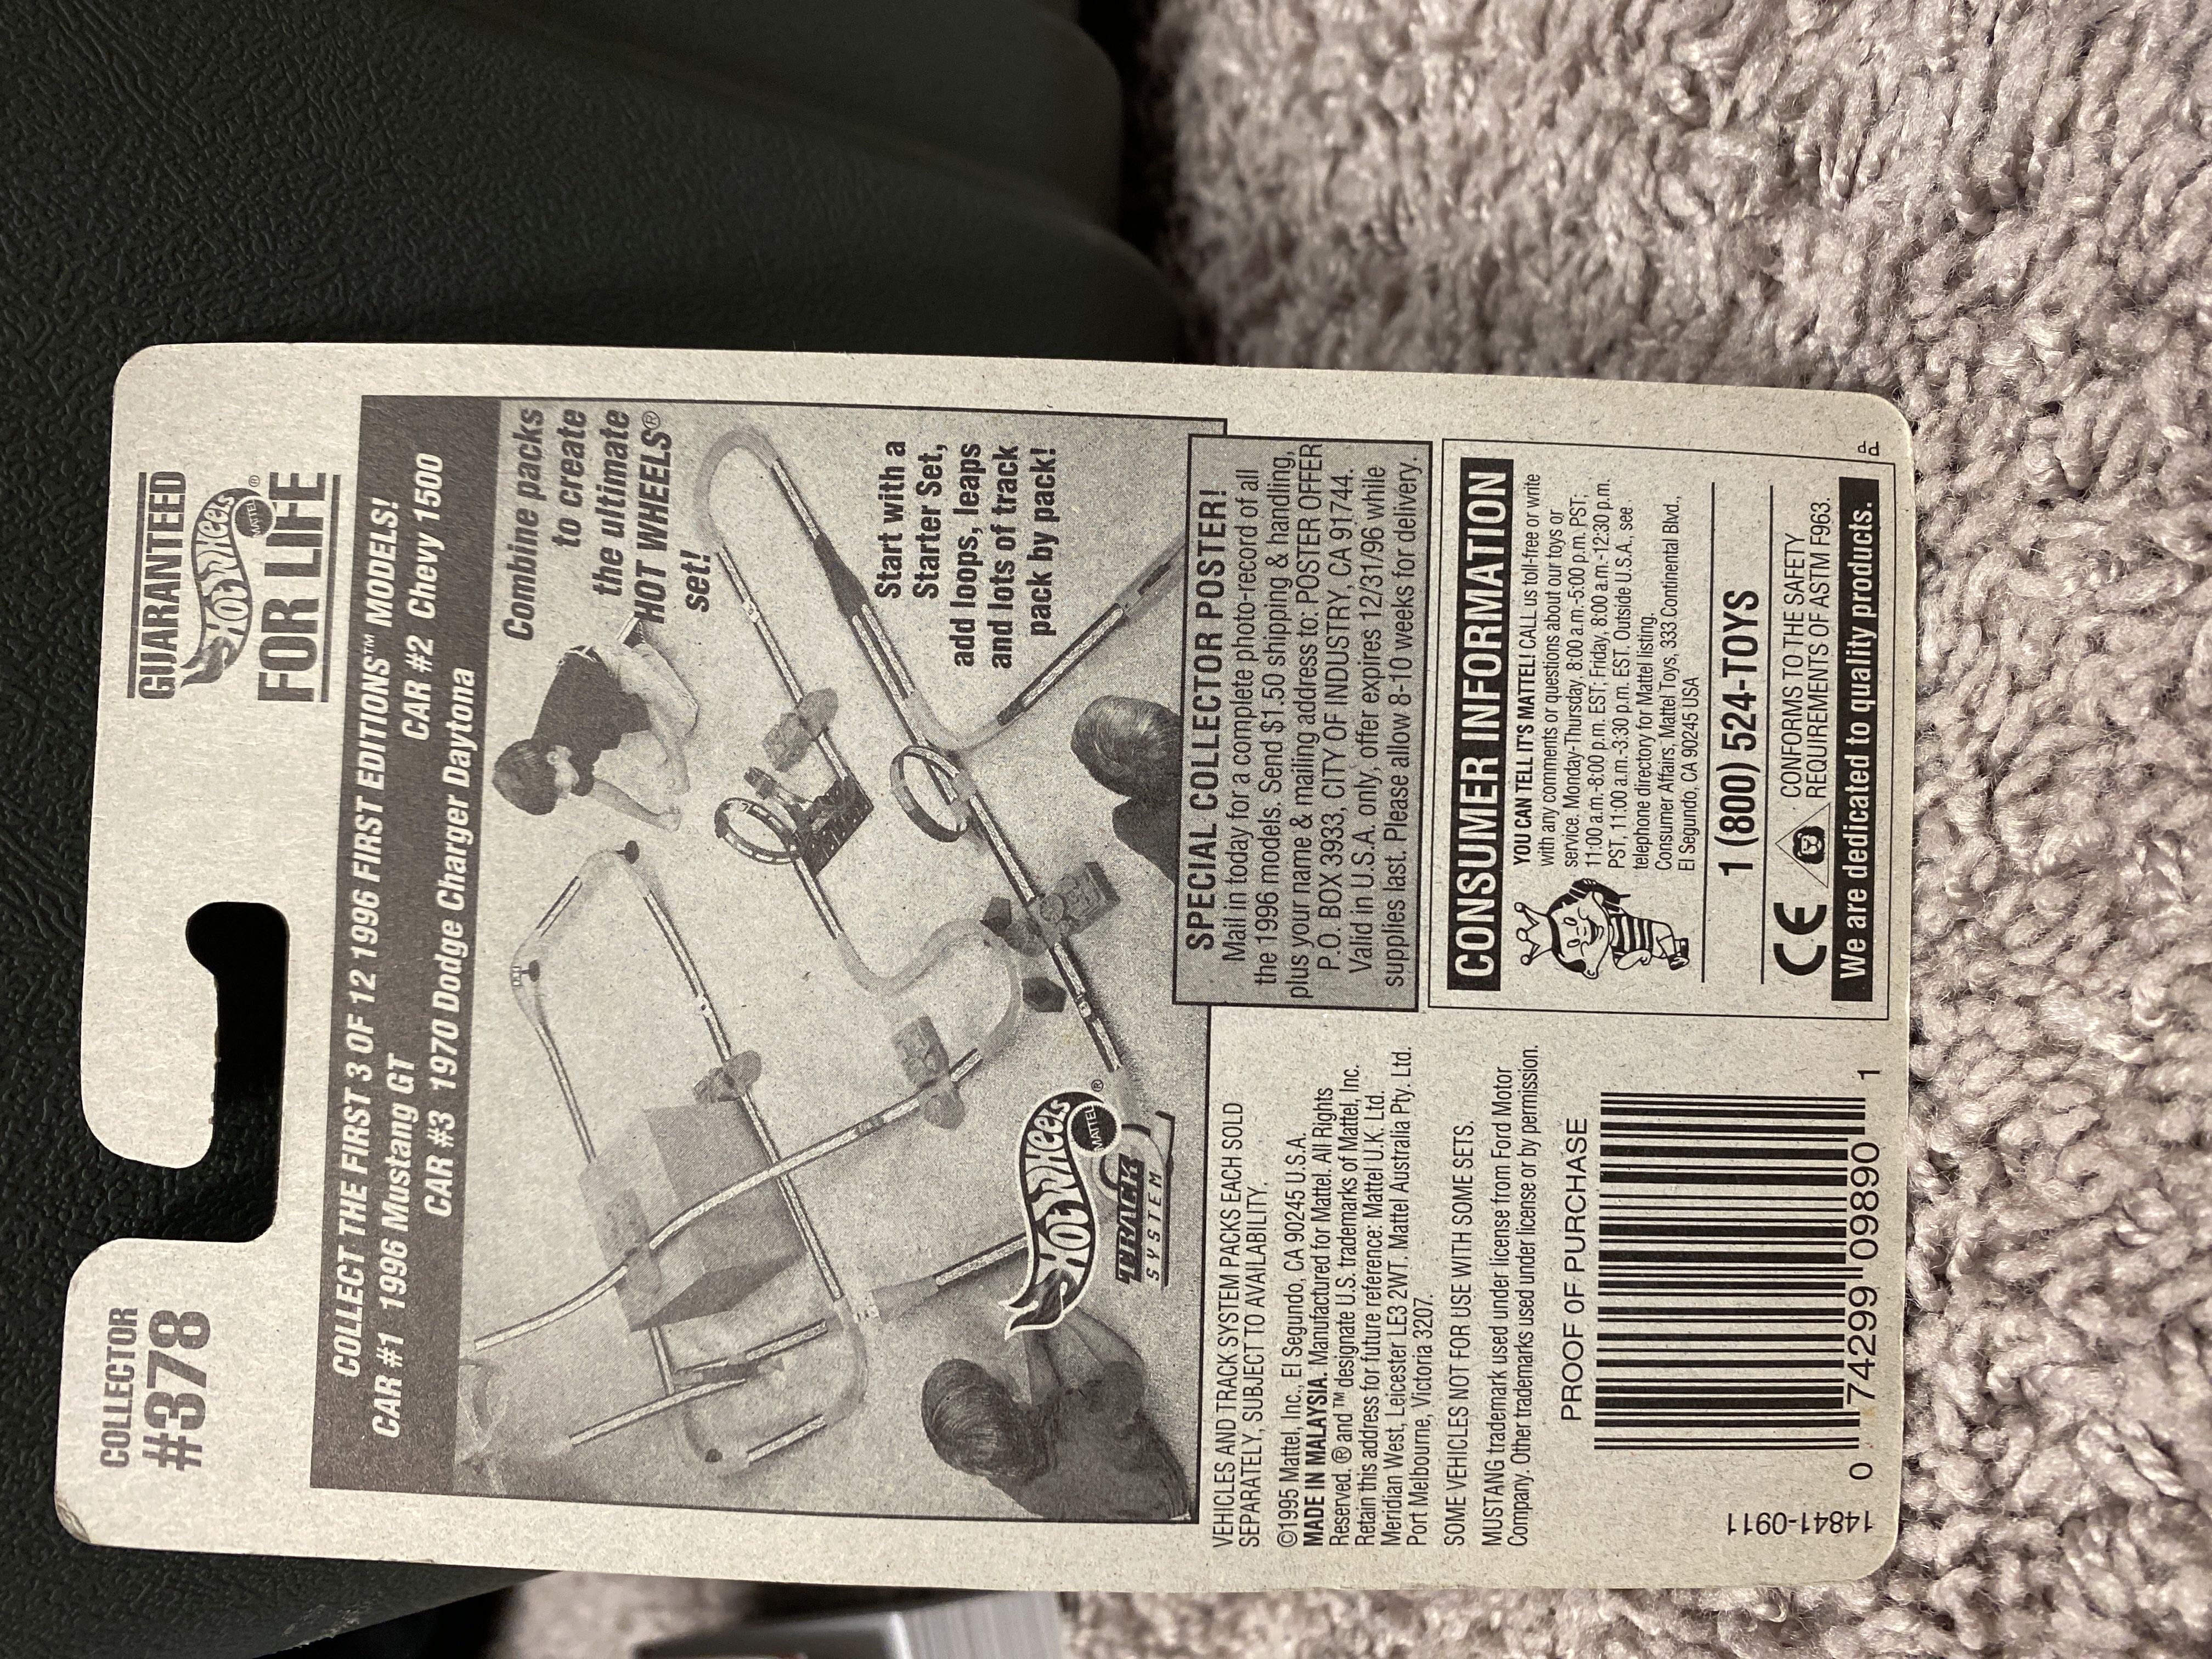 COLLECTOR
#378
GUARANTEED
Hot Wheels®
MATTEL
FOR LIFE
COLLECT THE FIRST 3 OF 12 1996 FIRST EDITIONS™ MODELS!
CAR #1 1996 Mustang GT CAR #2 Chevy 1500
CAR #3 1970 Dodge Charger Daytona
Combine packs
to create
the ultimate
HOT WHEELS®
set!
Start with a
Starter Set,
add loops, leaps
and lots of track
pack by pack!
Hot Wheels®
MATTEL
TRACK
SYSTEM
SPECIAL COLLECTOR POSTER!
Mail in today for a complete photo-record of all
the 1996 models. Send $1.50 shipping & handling,
plus your name & mailing address to: POSTER OFFER
P.O. BOX 3933, CITY OF INDUSTRY, CA 91744.
Valid in U.S.A. only, offer expires 12/31/96 while
supplies last. Please allow 8-10 weeks for delivery.
VEHICLES AND TRACK SYSTEM PACKS EACH SOLD
SEPARATELY, SUBJECT TO AVAILABILITY.
©1995 Mattel, Inc., El Segundo, CA 90245 U.S.A.
MADE IN MALAYSIA. Manufactured for Mattel. All Rights
Reserved. ® and ™ designate U.S. trademarks of Mattel, Inc.
Retain this address for future reference: Mattel U.K. Ltd.
Meridian West, Leicester LE3 2WT. Mattel Australia Pty. Ltd.
Port Melbourne, Victoria 3207.
SOME VEHICLES NOT FOR USE WITH SOME SETS.
MUSTANG trademark used under license from Ford Motor
Company. Other trademarks used under license or by permission.
PROOF OF PURCHASE
0 74299 09890 1
14841-0911
CONSUMER INFORMATION
YOU CAN TELL IT'S MATTEL! CALL us toll-free or write
with any comments or questions about our toys or
service. Monday-Thursday, 8:00 a.m.-5:00 p.m. PST,
11:00 a.m.-8:00 p.m. EST; Friday, 8:00 a.m.-12:30 p.m.
PST, 11:00 a.m.-3:30 p.m. EST. Outside U.S.A., see
telephone directory for Mattel listing.
Consumer Affairs, Mattel Toys, 333 Continental Blvd.,
El Segundo, CA 90245 USA
1 (800) 524-TOYS
CE
CONFORMS TO THE SAFETY
REQUIREMENTS OF ASTM F963.
We are dedicated to quality products.